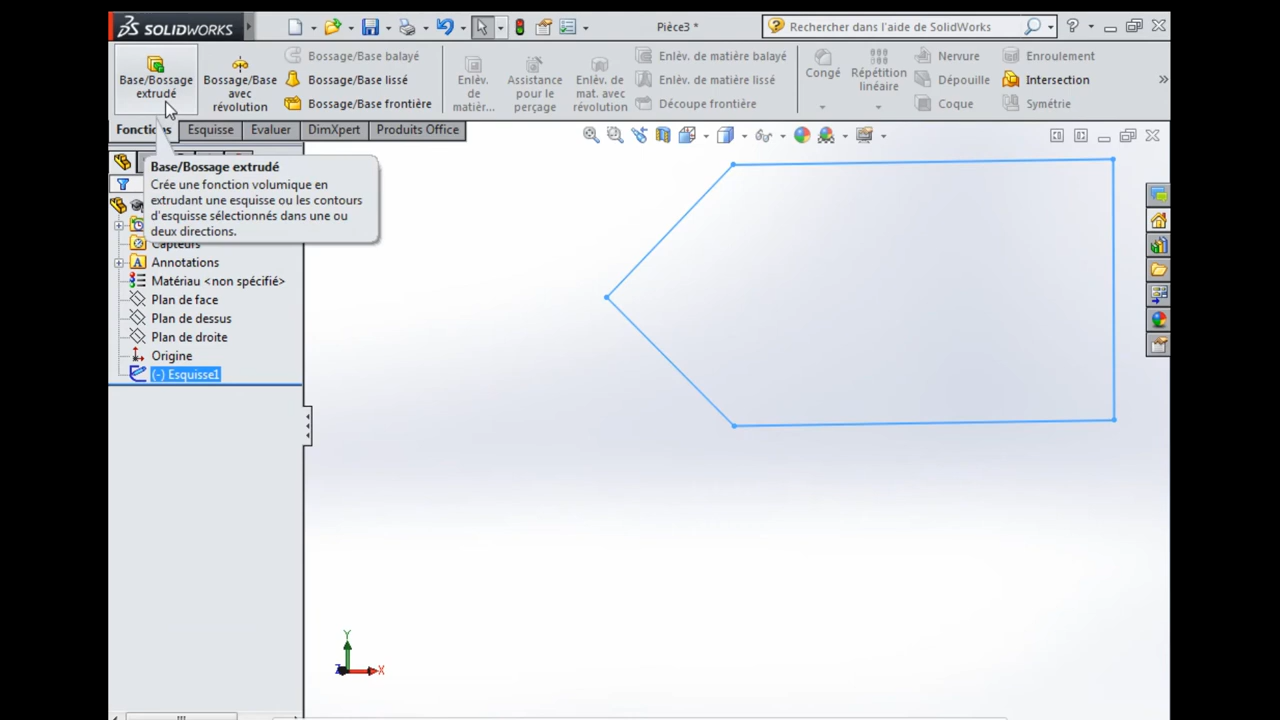 SOLIDWORKS
Pièce3 *
Rechercher dans l'aide de SolidWorks
Base/Bossage
extrudé
Bossage/Base
avec
révolution
Bossage/Base balayé
Bossage/Base lissé
Bossage/Base frontière
Enlèv.
de
matièr...
Assistance
pour le
perçage
Enlèv. de
mat. avec
révolution
Enlèv. de matière balayé
Enlèv. de matière lissé
Découpe frontière
Congé
Répétition
linéaire
Nervure
Dépouille
Coque
Enroulement
Intersection
Symétrie
Fonctions
Esquisse
Evaluer
DimXpert
Produits Office
Base/Bossage extrudé
Crée une fonction volumique en
extrudant une esquisse ou les contours
d'esquisse sélectionnés dans une ou
deux directions.
Capteurs
Annotations
Matériau <non spécifié>
Plan de face
Plan de dessus
Plan de droite
Origine
(-) Esquisse1
Y
Z
X